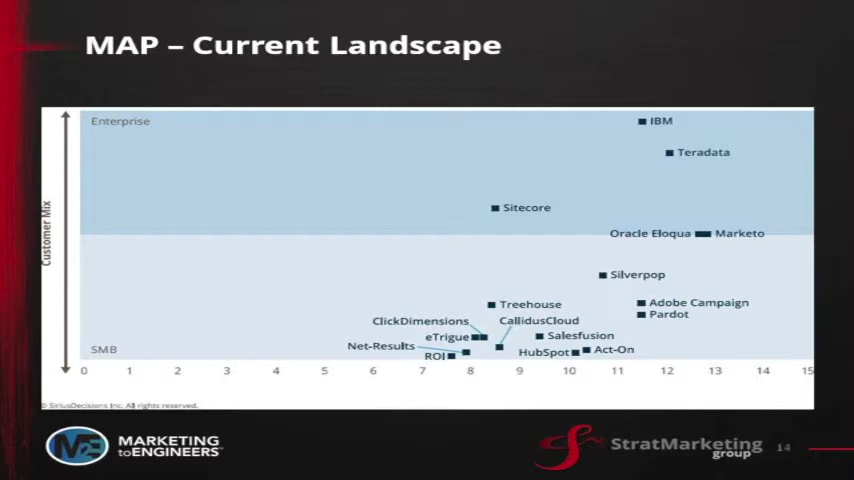 MAP – Current Landscape
Enterprise
IBM
Teradata
Sitecore
Customer Mix
Oracle Eloqua Marketo
Silverpop
Treehouse
Adobe Campaign
Pardot
ClickDimensions
CallidusCloud
eTrigue
Salesfusion
Net-Results
SMB
HubSpot
Act-On
ROI
0 1 2 3 4 5 6 7 8 9 10 11 12 13 14 15
© SiriusDecisions Inc. All rights reserved.
M2E
MARKETING
toENGINEERS™
StratMarketing
group
14